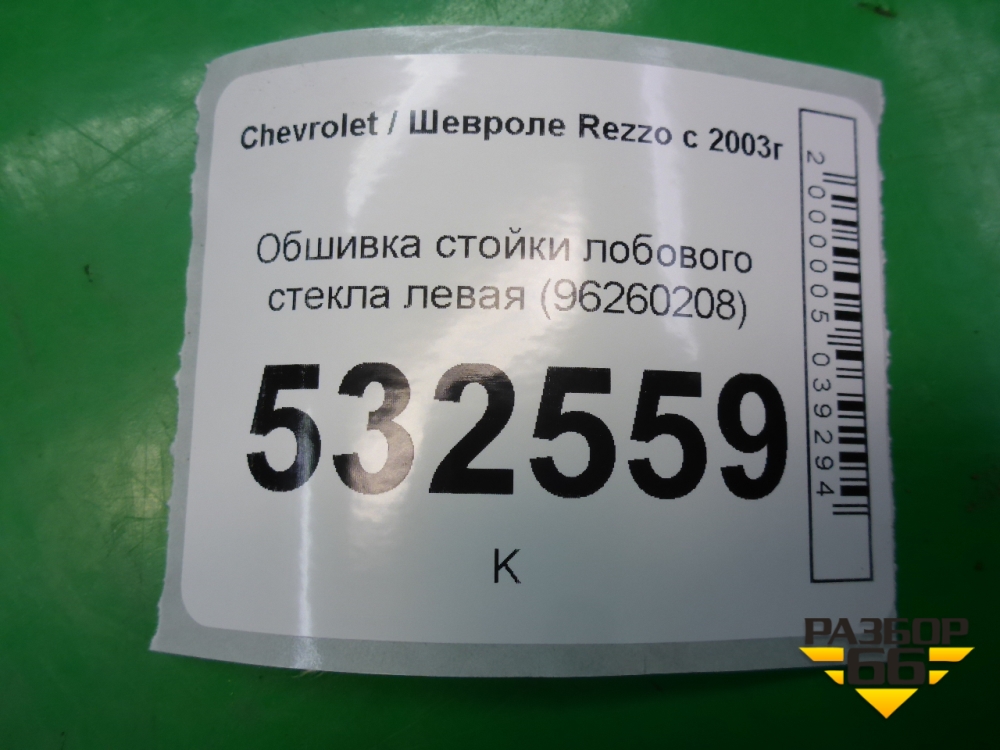 Chevrolet / Шевроле Rezzo с 2003г
Обшивка стойки лобового
стекла левая (96260208)
532559
К
2000005039294
РАЗБОР
66